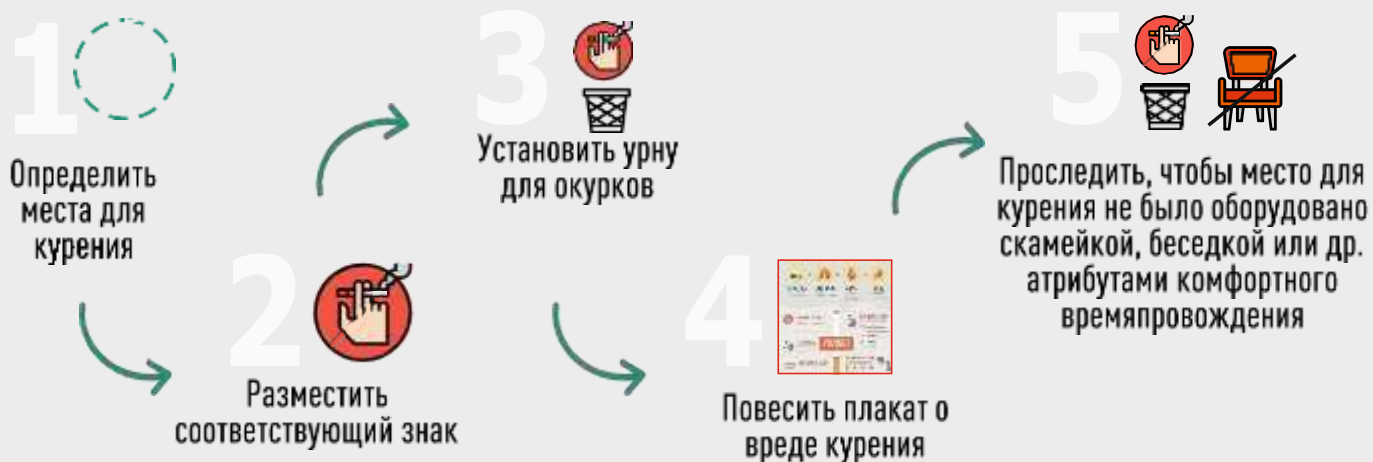 1
Определить
места для
курения
2
Разместить
соответствующий знак
3
Установить урну
для окурков
4
Повесить плакат о
вреде курения
5
Проследить, чтобы место для
курения не было оборудовано
скамейкой, беседкой или др.
атрибутами комфортного
времяпровождения